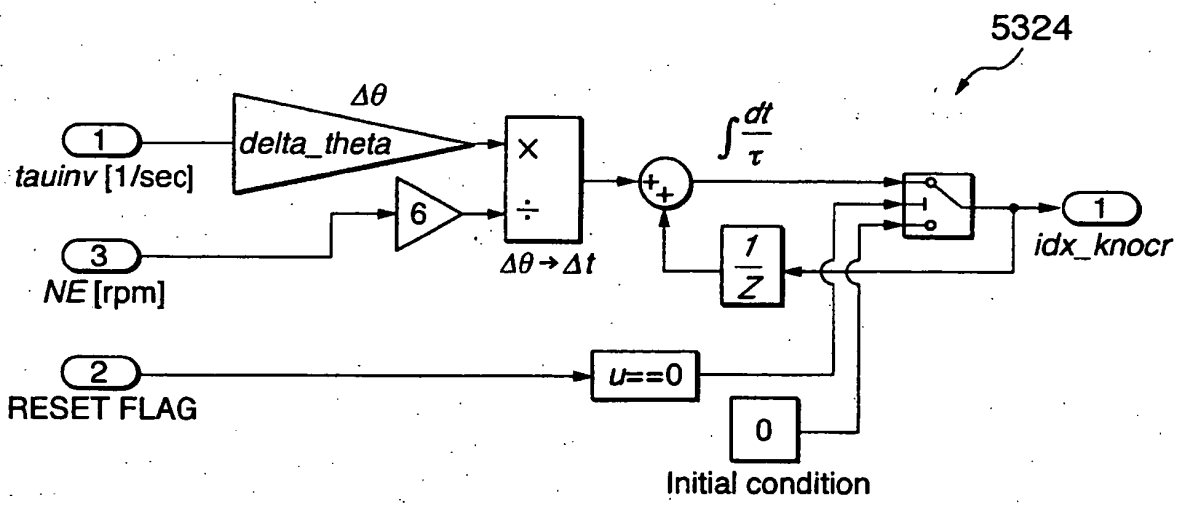 5324
Δθ
1
delta_theta
×
∫ dt/τ
tauinv [1/sec]
6
÷
+
+
1
idx_knocr
3
NE [rpm]
Δθ→Δt
1/Z
2
u==0
RESET FLAG
0
Initial condition